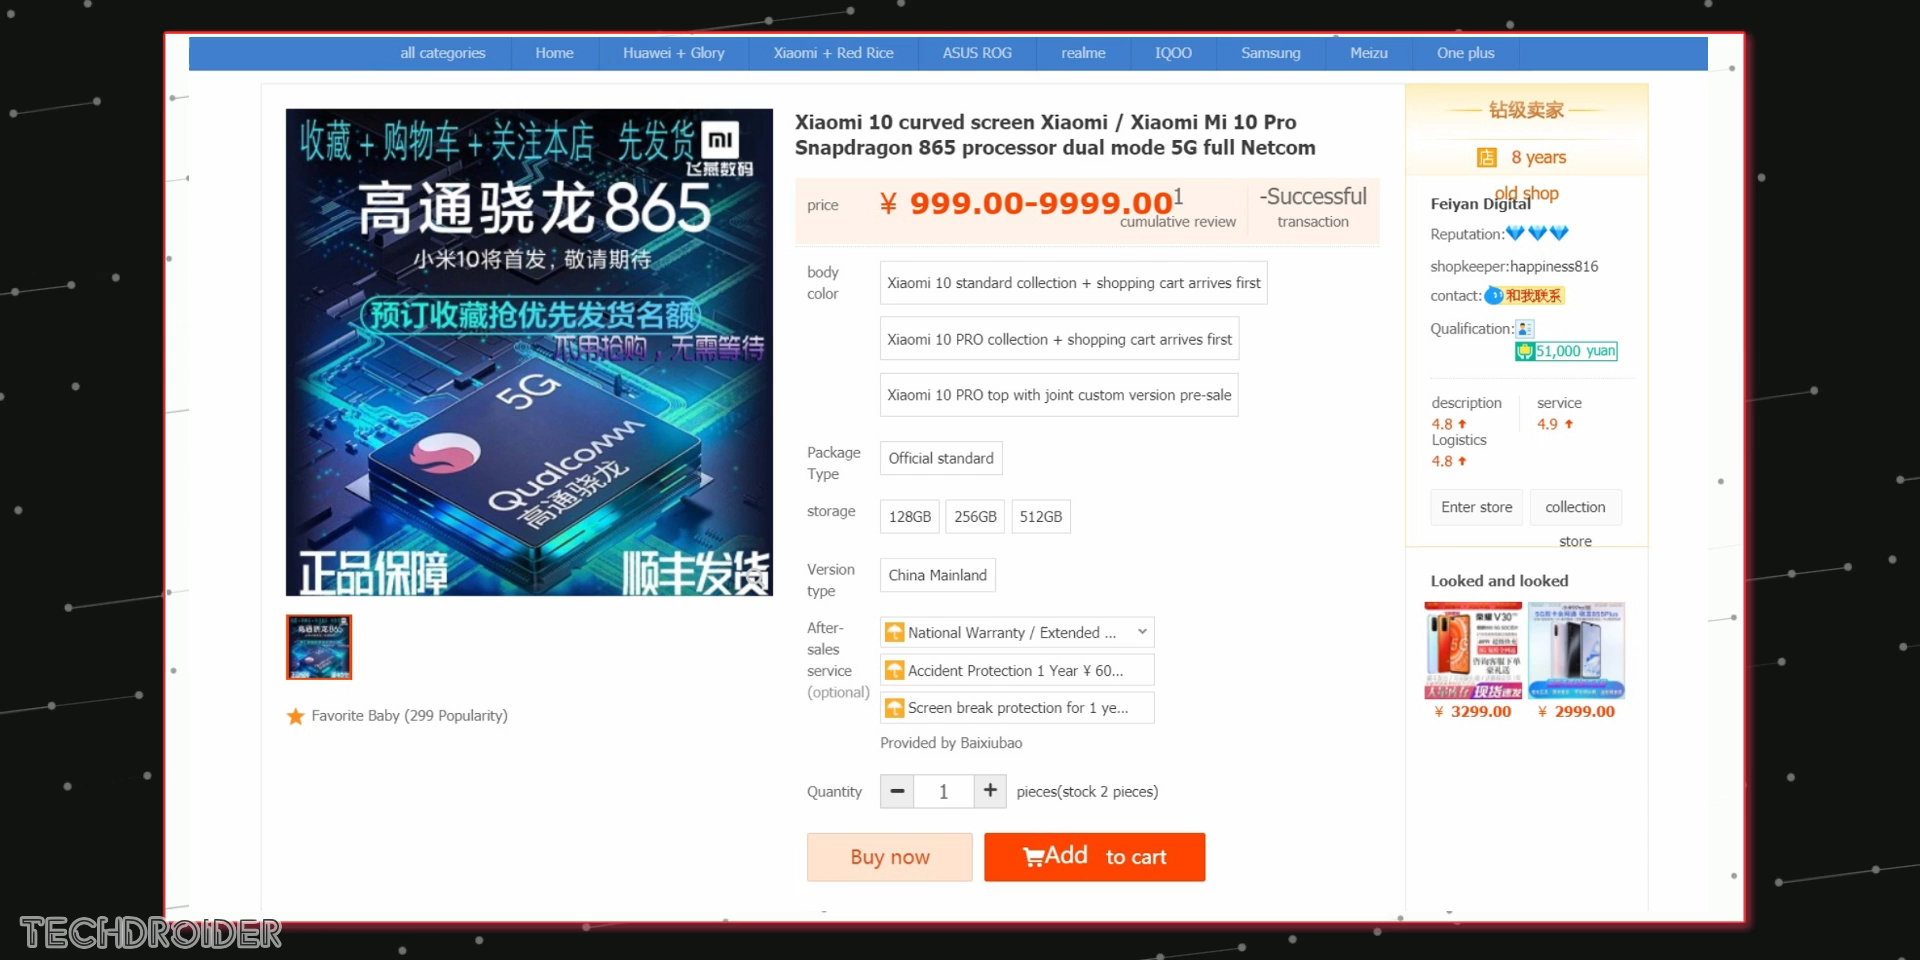 all categories
Home
Huawei + Glory
Xiaomi + Red Rice
ASUS ROG
realme
IQOO
Samsung
Meizu
One plus
收藏 + 购物车 + 关注本店 先发货
飞燕数码
高通骁龙865
小米10将首发，敬请期待
预订收藏抢优先发货名额
不用抢购，无需等待
5G
Qualcomm
高通骁龙
正品保障
顺丰发货
Favorite Baby (299 Popularity)
Xiaomi 10 curved screen Xiaomi / Xiaomi Mi 10 Pro
Snapdragon 865 processor dual mode 5G full Netcom
price
¥ 999.00-9999.00
1
cumulative review
-Successful
transaction
body
color
Xiaomi 10 standard collection + shopping cart arrives first
Xiaomi 10 PRO collection + shopping cart arrives first
Xiaomi 10 PRO top with joint custom version pre-sale
Package
Type
Official standard
storage
128GB
256GB
512GB
Version
type
China Mainland
After-
sales
service
(optional)
National Warranty / Extended ...
Accident Protection 1 Year ¥ 60...
Screen break protection for 1 ye...
Provided by Baixiubao
Quantity
1
pieces(stock 2 pieces)
Buy now
Add to cart
钻级卖家
店 8 years
old shop
Feiyan Digital
Reputation:
shopkeeper:happiness816
contact: 和我联系
Qualification:
51,000 yuan
description
4.8
service
4.9
Logistics
4.8
Enter store
collection
store
Looked and looked
荣耀V30
现货速发
¥ 3299.00
¥ 2999.00
TECHDROIDER